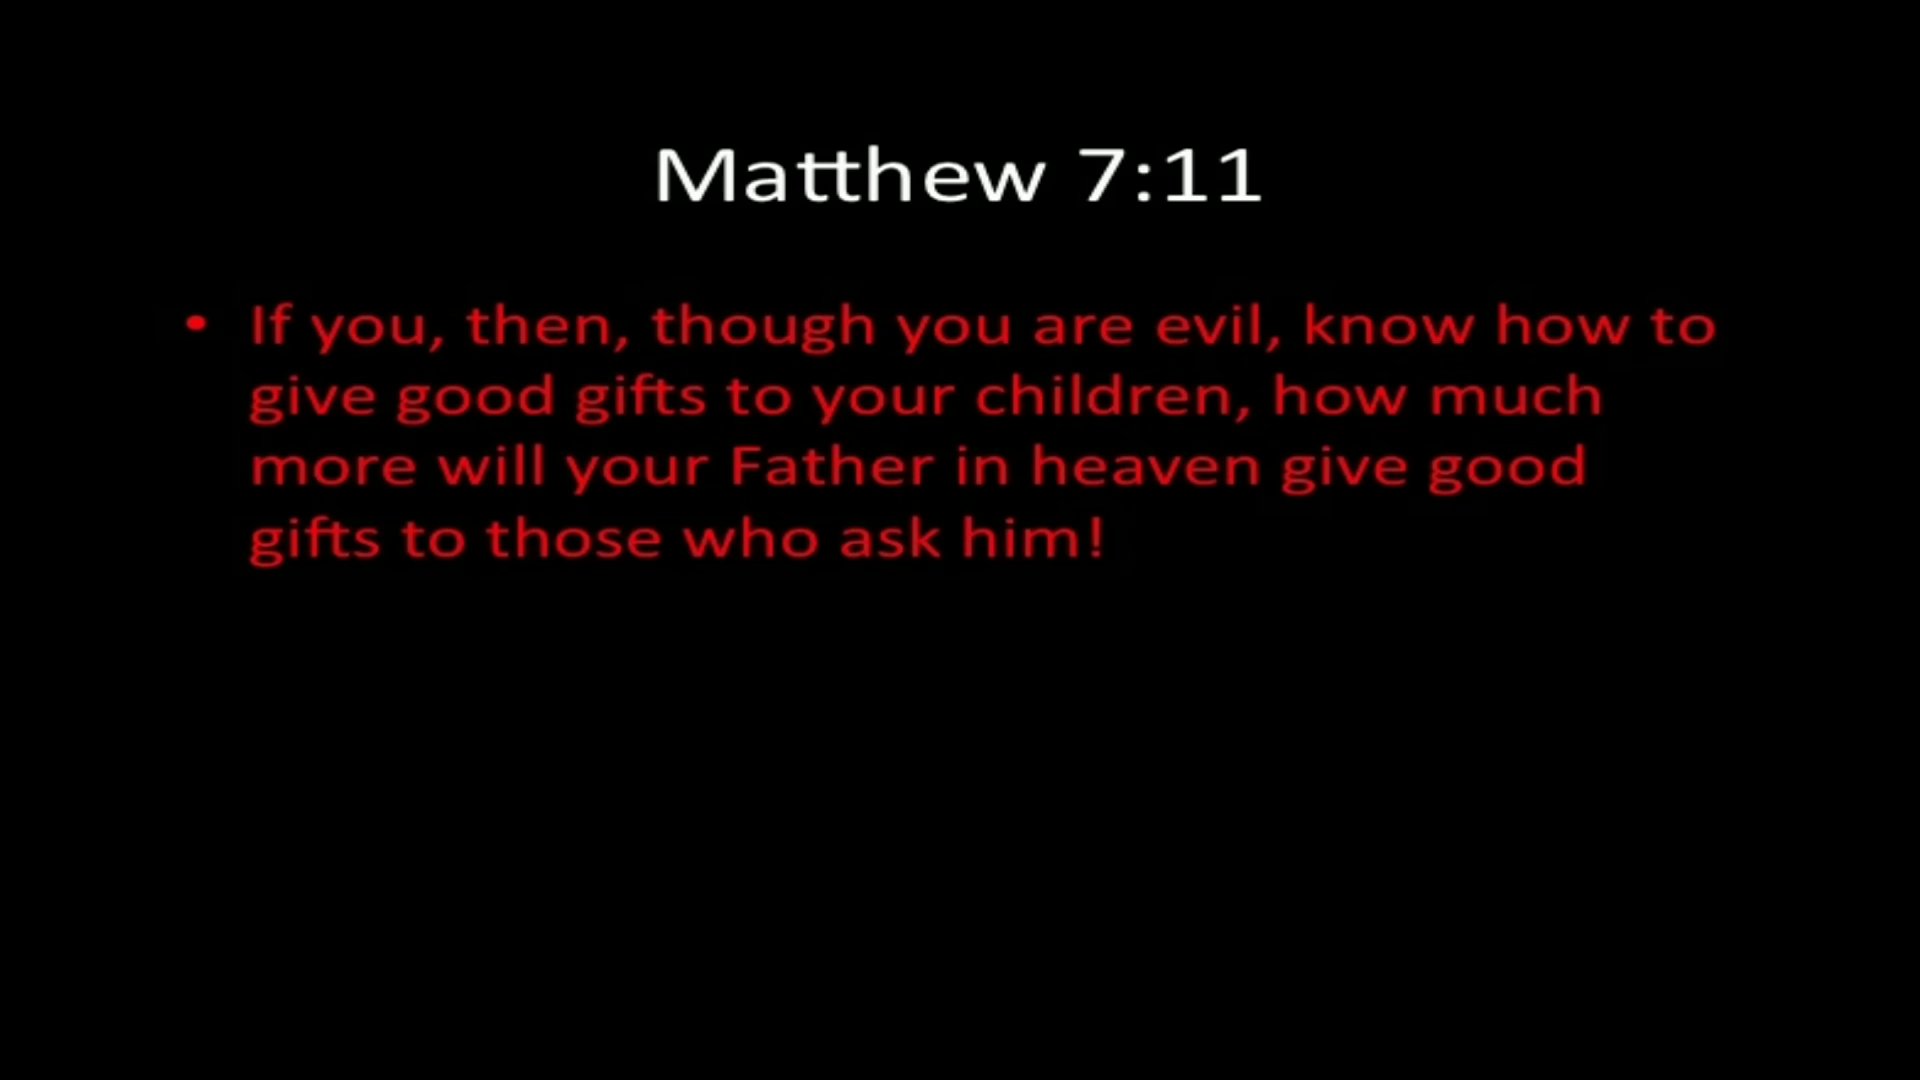 Matthew 7:11
• If you, then, though you are evil, know how to
give good gifts to your children, how much
more will your Father in heaven give good
gifts to those who ask him!